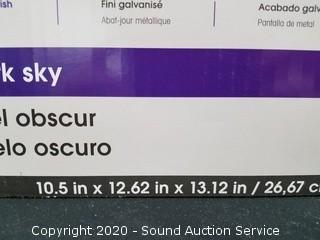 ish
Fini galvanisé
Acabado galv
Abat-jour métallique
Pantalla de metal
rk sky
el obscur
elo oscuro
10.5 in x 12.62 in x 13.12 in / 26,67 c
Copyright 2020 - Sound Auction Service